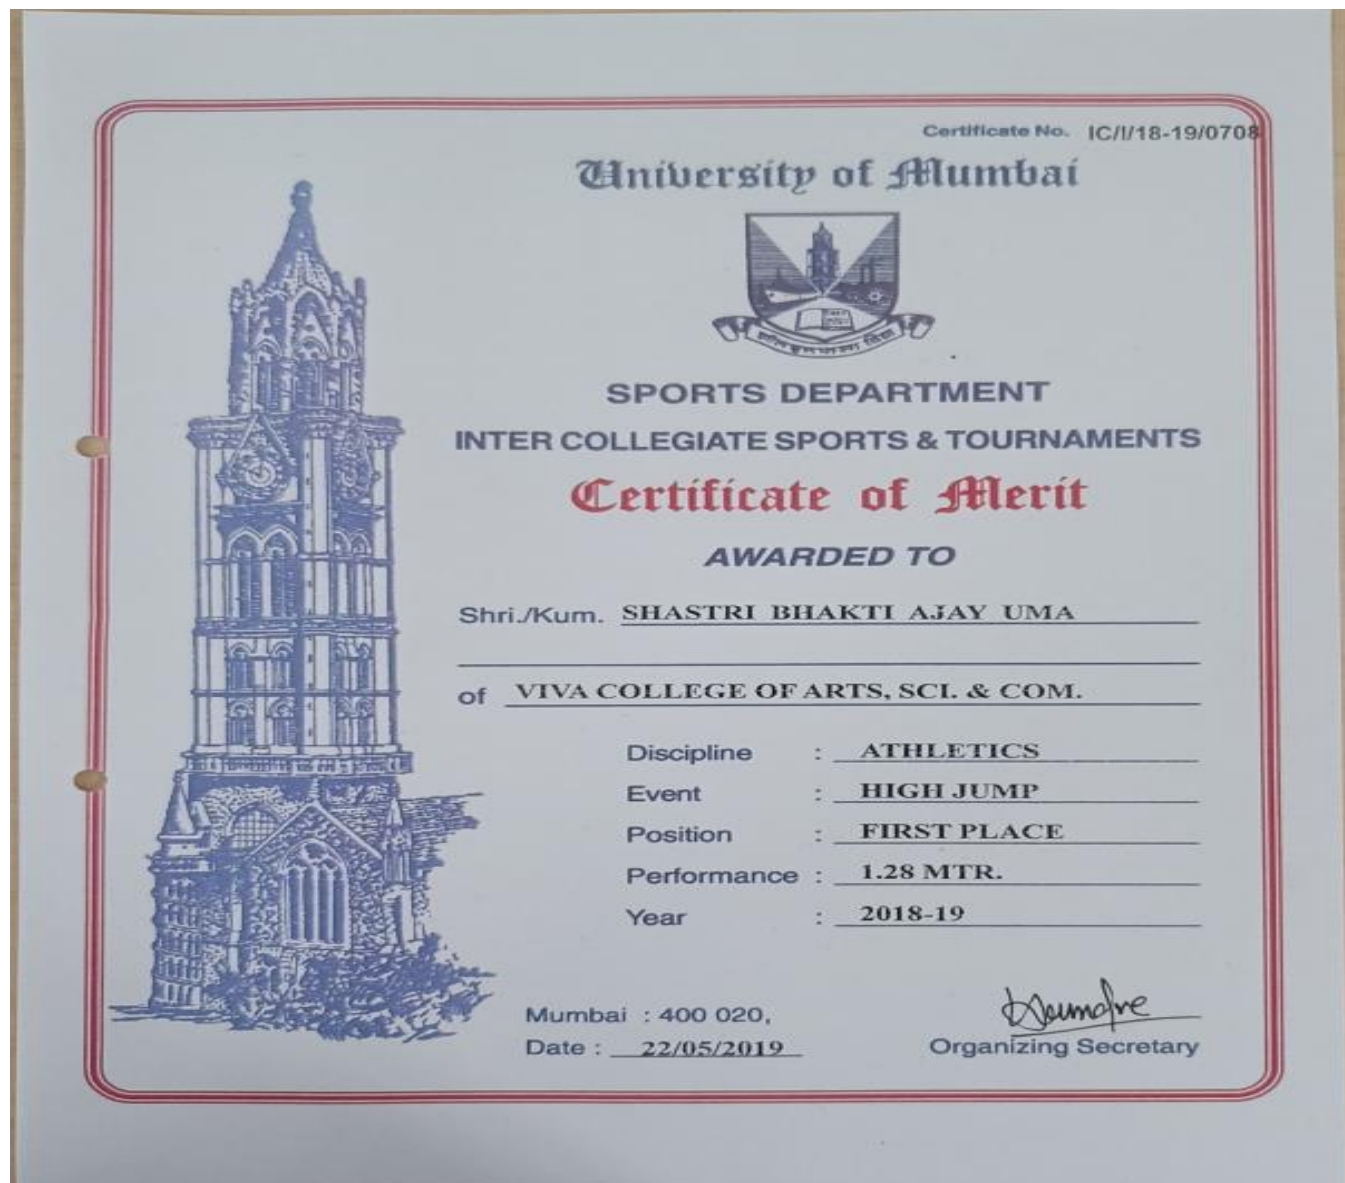 Certificate No. IC/I/18-19/0708
University of Mumbai
SPORTS DEPARTMENT
INTER COLLEGIATE SPORTS & TOURNAMENTS
Certificate of Merit
AWARDED TO
Shri./Kum. SHASTRI BHAKTI AJAY UMA
of VIVA COLLEGE OF ARTS, SCI. & COM.
Discipline : ATHLETICS
Event : HIGH JUMP
Position : FIRST PLACE
Performance : 1.28 MTR.
Year : 2018-19
Mumbai : 400 020,
Date : 22/05/2019
Organizing Secretary